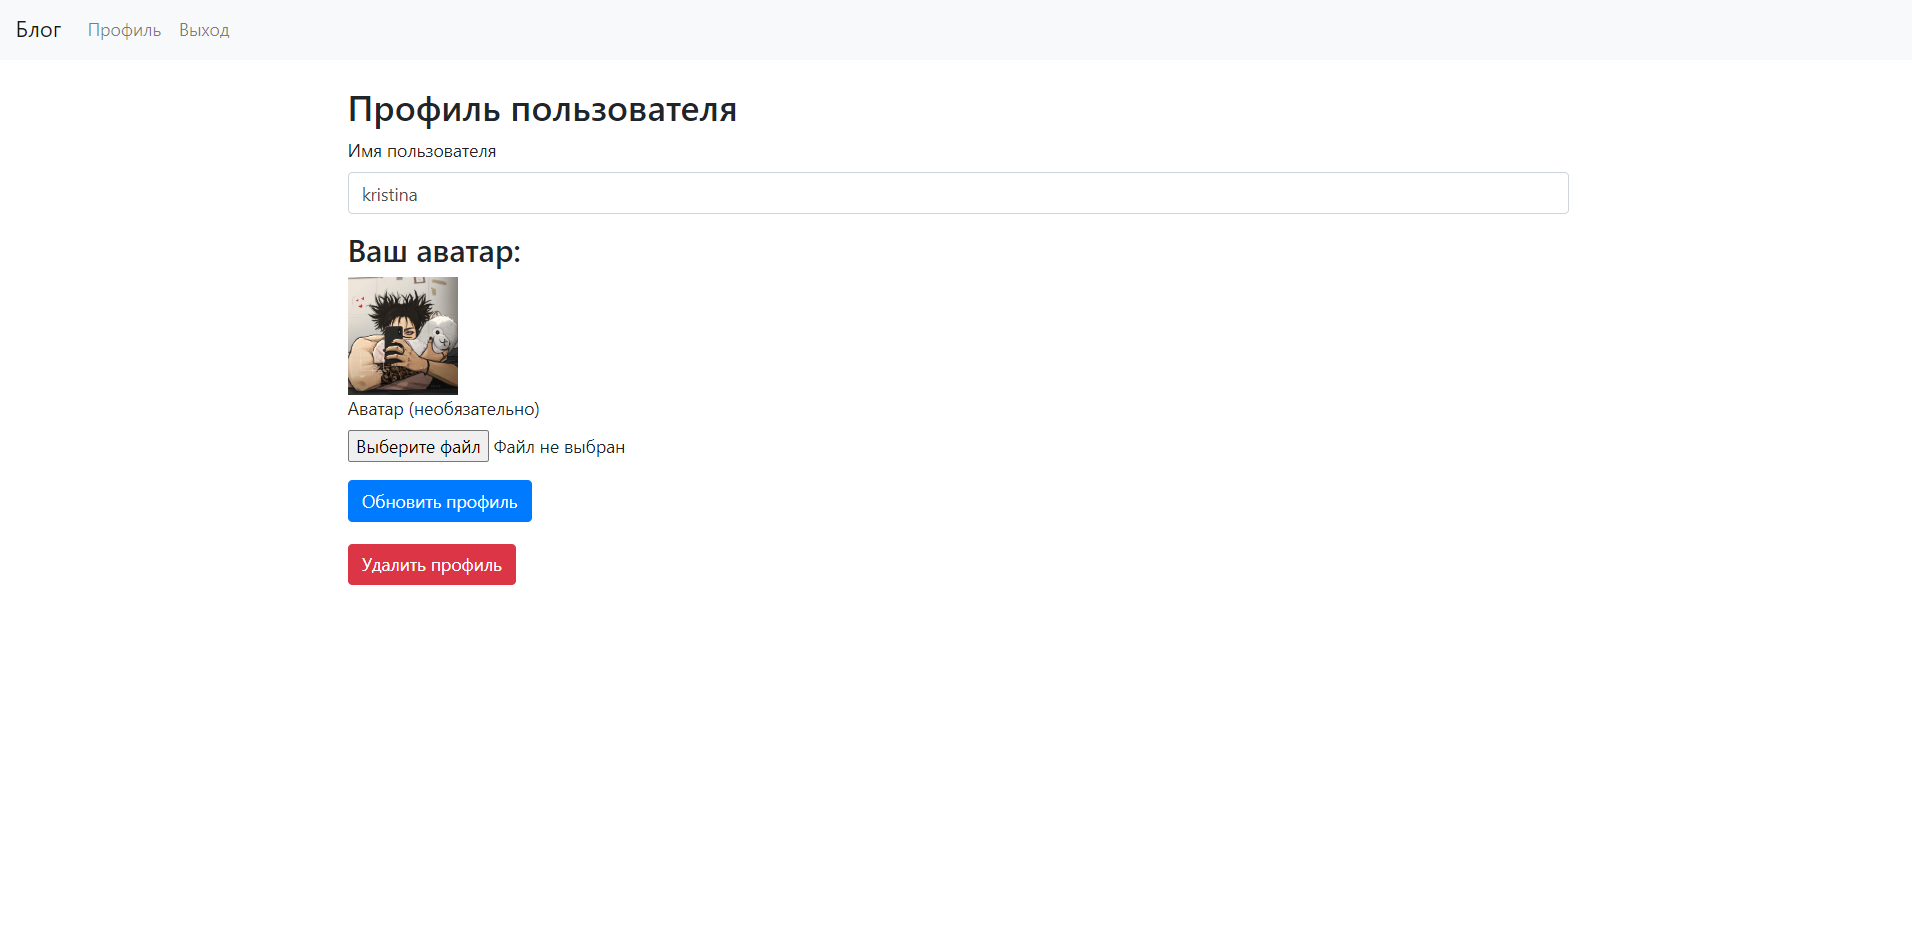 Блог Профиль Выход
Профиль пользователя
Имя пользователя
kristina
Ваш аватар:
Аватар (необязательно)
Выберите файл Файл не выбран
Обновить профиль
Удалить профиль